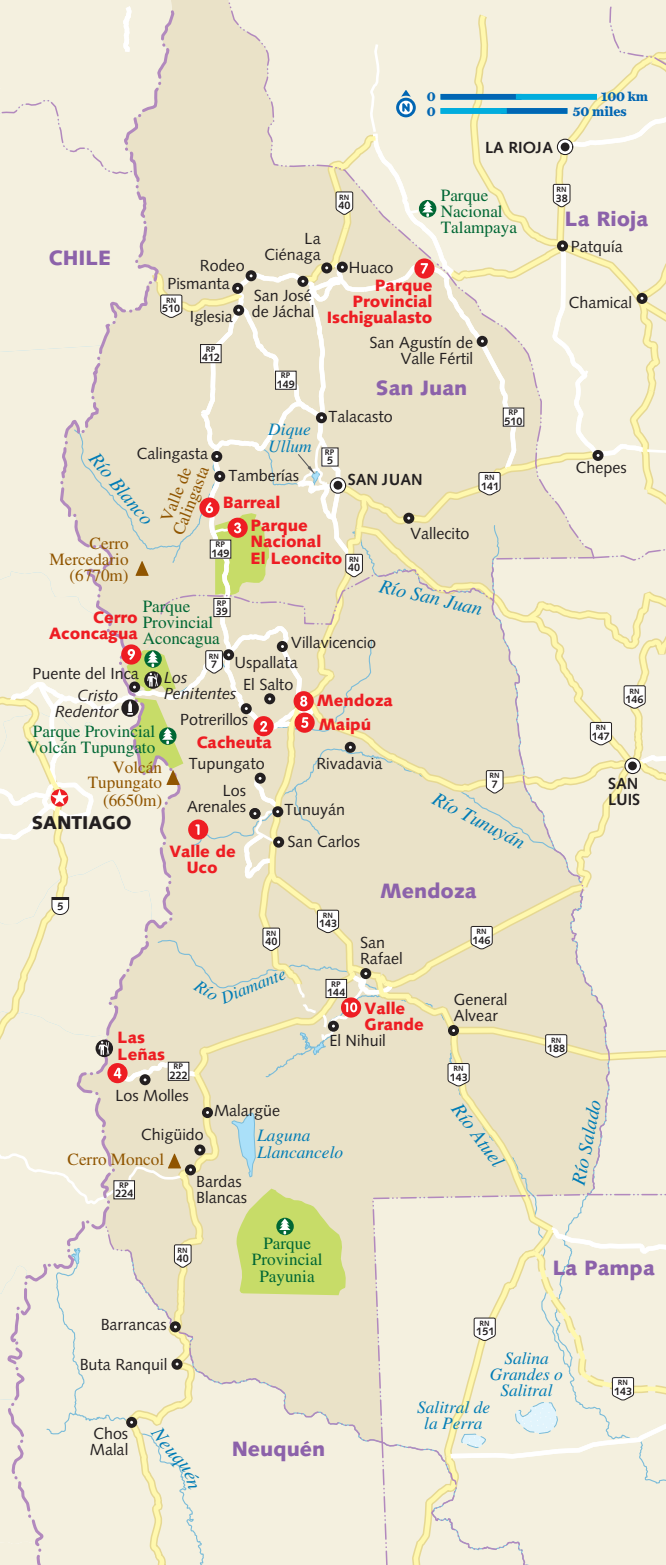 0
100 km
N
0
50 miles
LA RIOJA
RN
40
Parque
Nacional
Talampaya
RN
38
La Rioja
La
Ciénaga
CHILE
Patquía
Rodeo
Huaco
7
Pismanta
Parque
Provincial
Ischigualasto
San José
de Jáchal
RN
510
Chamical
Iglesia
San Agustín de
Valle Fértil
RP
412
RP
149
San Juan
Talacasto
RP
510
Dique
Ullum
Calingasta
RP
5
Chepes
Río Blanco
Valle de
Calingasta
Tamberías
SAN JUAN
RN
141
6
Barreal
3
Parque
Nacional
El Leoncito
Vallecito
Cerro
Mercedario
(6770m)
RP
149
RN
40
Río San Juan
RP
39
Parque
Provincial
Aconcagua
Cerro
Aconcagua
9
Villavicencio
RN
7
Uspallata
Puente del Inca
Los
Penitentes
El Salto
Cristo
Redentor
8
Mendoza
RN
146
Potrerillos
5
Maipú
2
Cacheuta
Parque Provincial
Volcán Tupungato
RN
147
Tupungato
Rivadavia
Volcán
Tupungato
(6650m)
SAN
LUIS
RN
7
Los
Arenales
Tunuyán
Río Tunuyán
SANTIAGO
1
Valle de
Uco
San Carlos
Mendoza
5
RN
143
RN
40
RN
146
San
Rafael
Río Diamante
RP
144
General
Alvear
10
Valle
Grande
El Nihuil
Las
Leñas
4
RN
188
RP
222
RN
143
Los Molles
Malargüe
Río Atuel
Río Salado
Chigüido
Laguna
Llancancelo
Cerro Moncol
RP
224
Bardas
Blancas
Parque
Provincial
Payunia
RN
40
La Pampa
Barrancas
RN
151
Buta Ranquil
Salina
Grandes o
Salitral
RN
143
Salitral de
la Perra
Chos
Malal
Neuquén
Neuquén